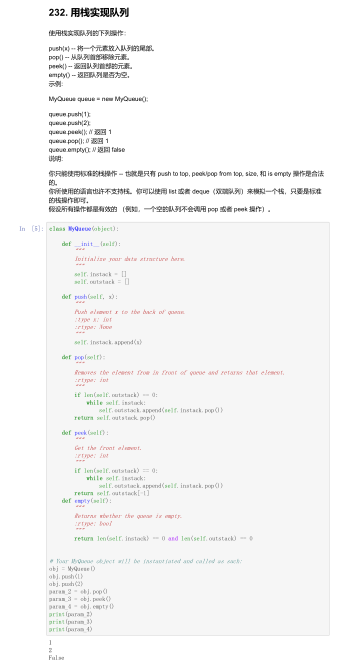 232. 用栈实现队列
使用栈实现队列的下列操作:
push(x) -- 将一个元素放入队列的尾部。
pop() -- 从队列首部移除元素。
peek() -- 返回队列首部的元素。
empty() -- 返回队列是否为空。
示例:
MyQueue queue = new MyQueue();
queue.push(1);
queue.push(2);
queue.peek(); // 返回 1
queue.pop(); // 返回 1
queue.empty(); // 返回 false
说明:
你只能使用标准的栈操作 -- 也就是只有 push to top, peek/pop from top, size, 和 is empty 操作是合法
的。
你所使用的语言也许不支持栈。你可以使用 list 或者 deque（双端队列）来模拟一个栈，只要是标准
的栈操作即可。
假设所有操作都是有效的 （例如，一个空的队列不会调用 pop 或者 peek 操作）。
In [5]: class MyQueue(object):
def __init__(self):
"""
Initialize your data structure here.
"""
self.instack = []
self.outstack = []
def push(self, x):
"""
Push element x to the back of queue.
:type x: int
:rtype: None
"""
self.instack.append(x)
def pop(self):
"""
Removes the element from in front of queue and returns that element.
:rtype: int
"""
if len(self.outstack) == 0:
while self.instack:
self.outstack.append(self.instack.pop())
return self.outstack.pop()
def peek(self):
"""
Get the front element.
:rtype: int
"""
if len(self.outstack) == 0:
while self.instack:
self.outstack.append(self.instack.pop())
return self.outstack[-1]
def empty(self):
"""
Returns whether the queue is empty.
:rtype: bool
"""
return len(self.instack) == 0 and len(self.outstack) == 0
# Your MyQueue object will be instantiated and called as such:
obj = MyQueue()
obj.push(1)
obj.push(2)
param_2 = obj.pop()
param_3 = obj.peek()
param_4 = obj.empty()
print(param_2)
print(param_3)
print(param_4)
1
2
False